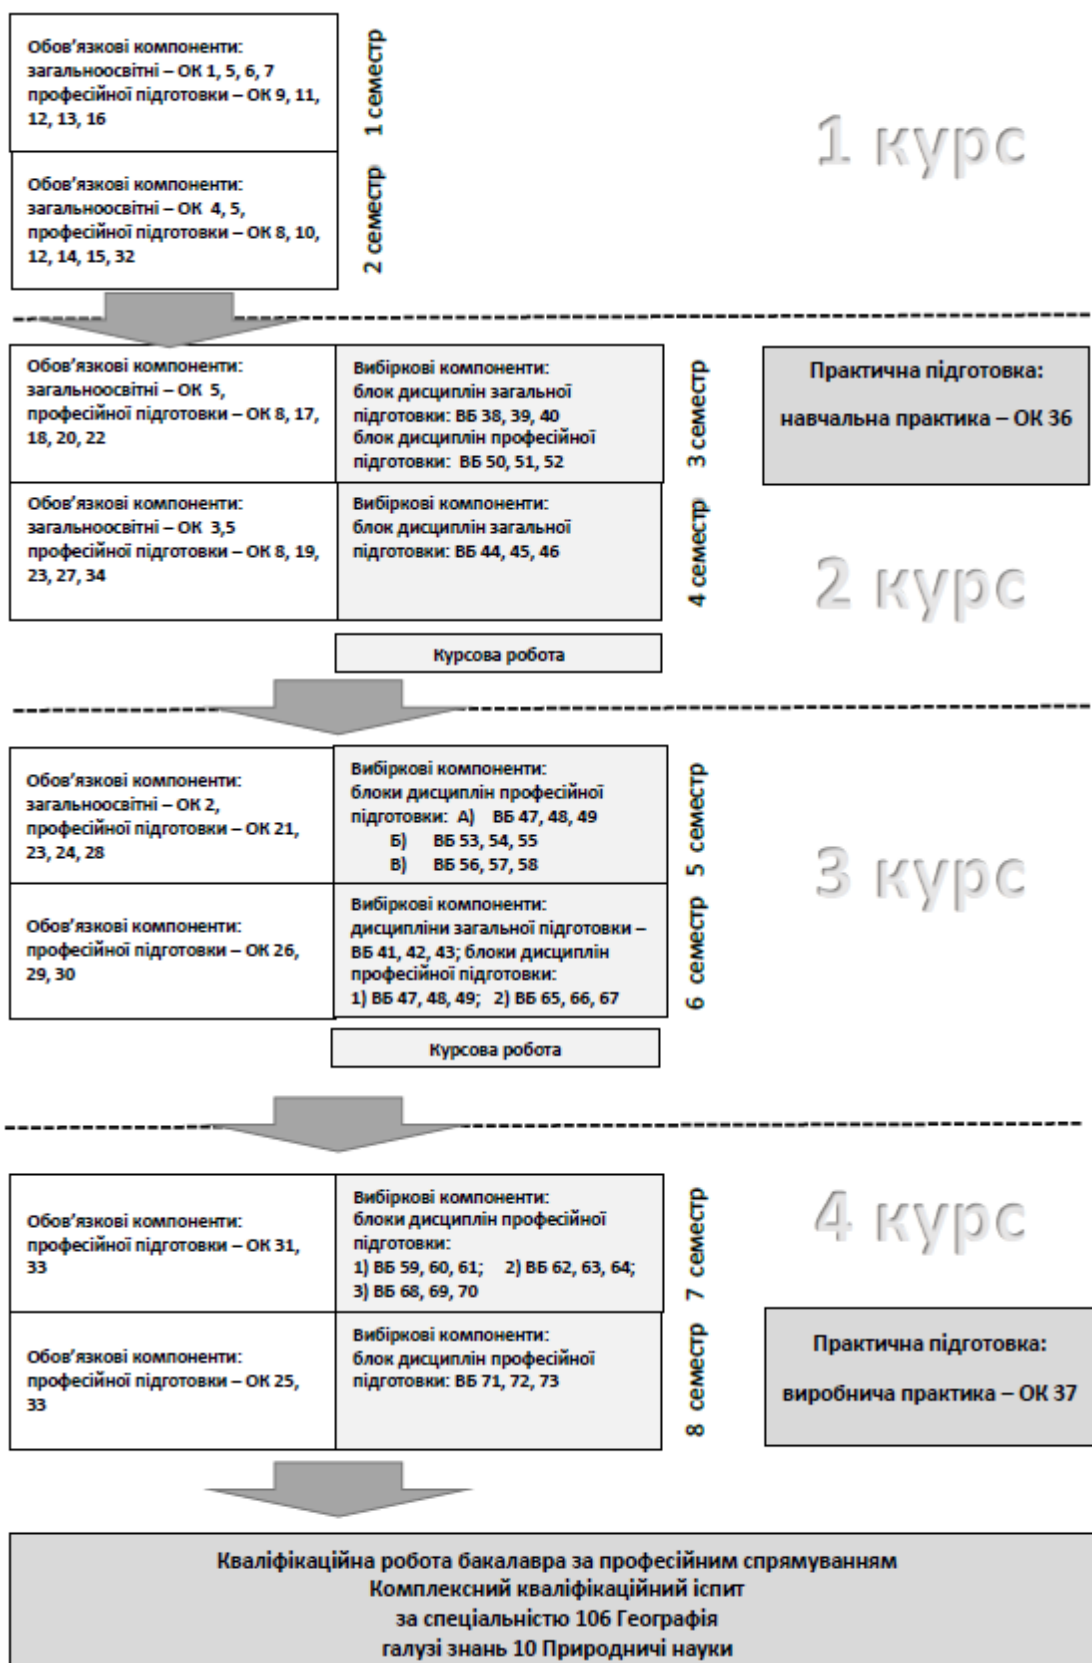 Обов'язкові компоненти:
загальноосвітні – ОК 1, 5, 6, 7
професійної підготовки – ОК 9, 11,
12, 13, 16
1 семестр
1 курс
Обов'язкові компоненти:
загальноосвітні – ОК 4, 5,
професійної підготовки – ОК 8, 10,
12, 14, 15, 32
2 семестр
Обов'язкові компоненти:
загальноосвітні – ОК 5,
професійної підготовки – ОК 8, 17,
18, 20, 22
Вибіркові компоненти:
блок дисциплін загальної
підготовки: ВБ 38, 39, 40
блок дисциплін професійної
підготовки: ВБ 50, 51, 52
3 семестр
Практична підготовка:
навчальна практика – ОК 36
Обов'язкові компоненти:
загальноосвітні – ОК 3,5
професійної підготовки – ОК 8, 19,
23, 27, 34
Вибіркові компоненти:
блок дисциплін загальної
підготовки: ВБ 44, 45, 46
4 семестр
2 курс
Курсова робота
Обов'язкові компоненти:
загальноосвітні – ОК 2,
професійної підготовки – ОК 21,
23, 24, 28
Вибіркові компоненти:
блоки дисциплін професійної
підготовки: А) ВБ 47, 48, 49
Б) ВБ 53, 54, 55
В) ВБ 56, 57, 58
5 семестр
3 курс
Обов'язкові компоненти:
професійної підготовки – ОК 26,
29, 30
Вибіркові компоненти:
дисципліни загальної підготовки –
ВБ 41, 42, 43; блоки дисциплін
професійної підготовки:
1) ВБ 47, 48, 49; 2) ВБ 65, 66, 67
6 семестр
Курсова робота
Обов'язкові компоненти:
професійної підготовки – ОК 31,
33
Вибіркові компоненти:
блоки дисциплін професійної
підготовки:
1) ВБ 59, 60, 61; 2) ВБ 62, 63, 64;
3) ВБ 68, 69, 70
7 семестр
4 курс
Обов'язкові компоненти:
професійної підготовки – ОК 25,
33
Вибіркові компоненти:
блок дисциплін професійної
підготовки: ВБ 71, 72, 73
8 семестр
Практична підготовка:
виробнича практика – ОК 37
Кваліфікаційна робота бакалавра за професійним спрямуванням
Комплексний кваліфікаційний іспит
за спеціальністю 106 Географія
галузі знань 10 Природничі науки